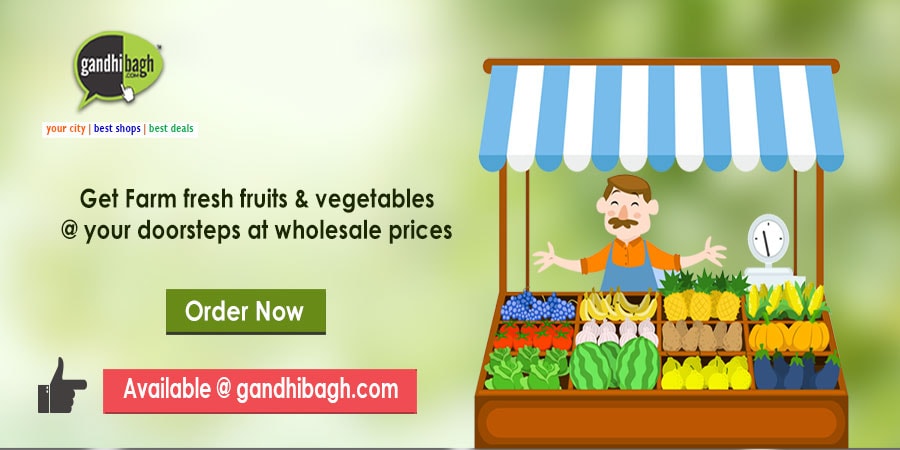 gandhibagh
.COM
TM
your city | best shops | best deals
Get Farm fresh fruits & vegetables
@ your doorsteps at wholesale prices
Order Now
Available @ gandhibagh.com